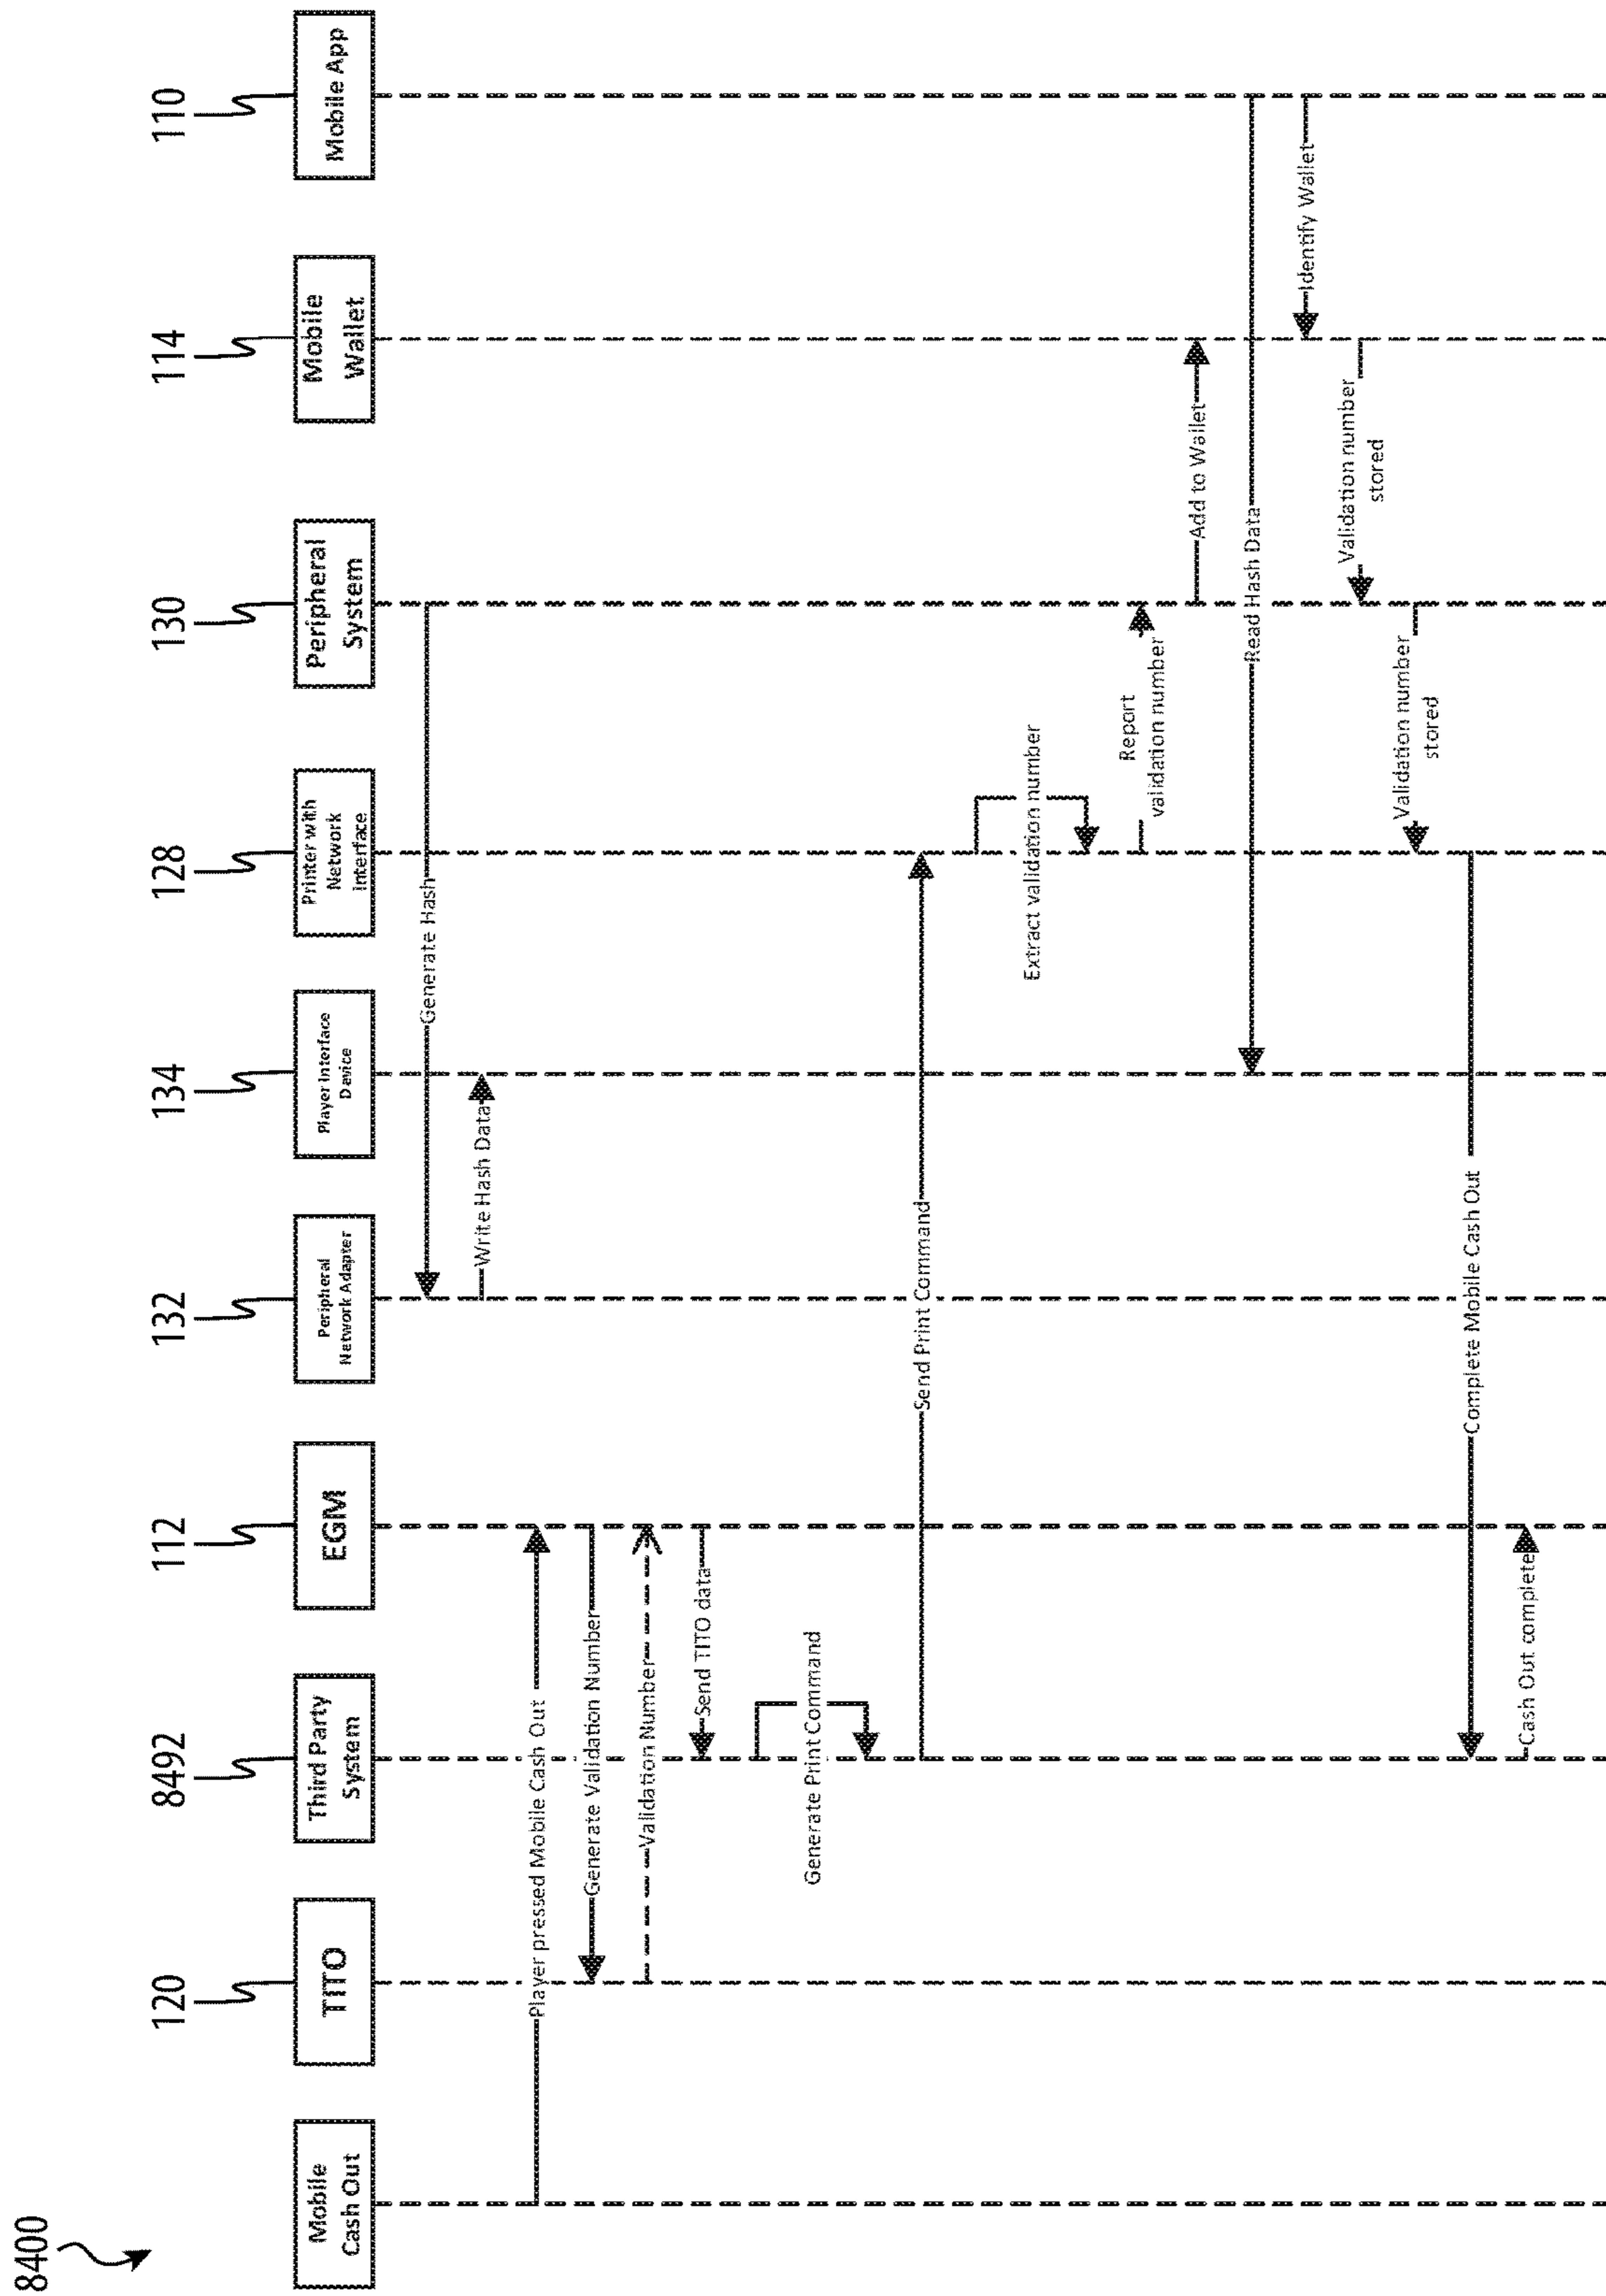 8400
Mobile
Cash Out
120
TITO
8492
Third Party
System
112
EGM
132
Peripheral
Network Adapter
134
Player Interface
Device
128
Printer with
Network
Interface
130
Peripheral
System
114
Mobile
Wallet
110
Mobile App
Generate Hash
Write Hash Data
Player pressed Mobile Cash Out
Generate Validation Number
Validation Number
Send TITO data
Generate Print Command
Send Print Command
Extract validation number
Report
validation number
Add to Wallet
Read Hash Data
Identify Wallet
Validation number
stored
Validation number
stored
Complete Mobile Cash Out
Cash Out complete